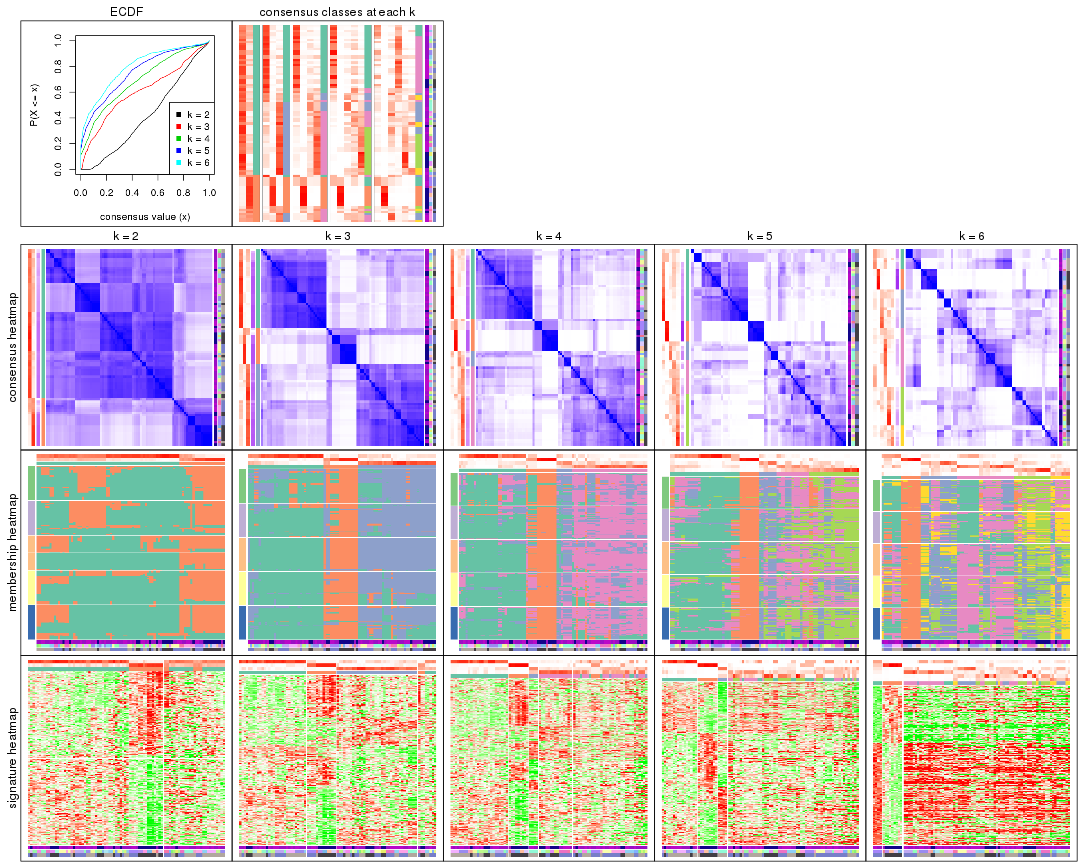 ECDF
consensus classes at each k
P(X <= x)
0.0 0.2 0.4 0.6 0.8 1.0
k = 2
k = 3
k = 4
k = 5
k = 6
0.0 0.2 0.4 0.6 0.8 1.0
consensus value (x)
k = 2
k = 3
k = 4
k = 5
k = 6
consensus heatmap
membership heatmap
signature heatmap